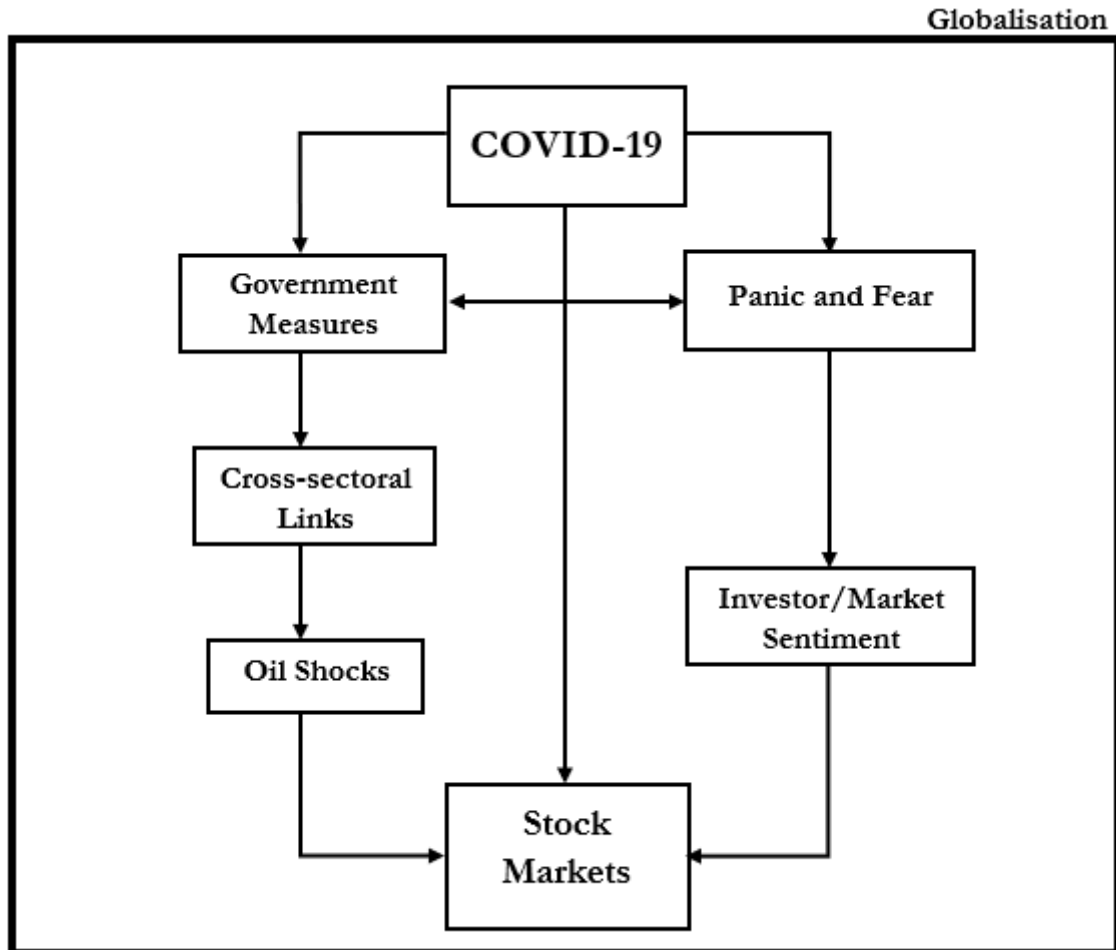 Globalisation
COVID-19
Government
Measures
Panic and Fear
Cross-sectoral
Links
Investor/Market
Sentiment
Oil Shocks
Stock
Markets